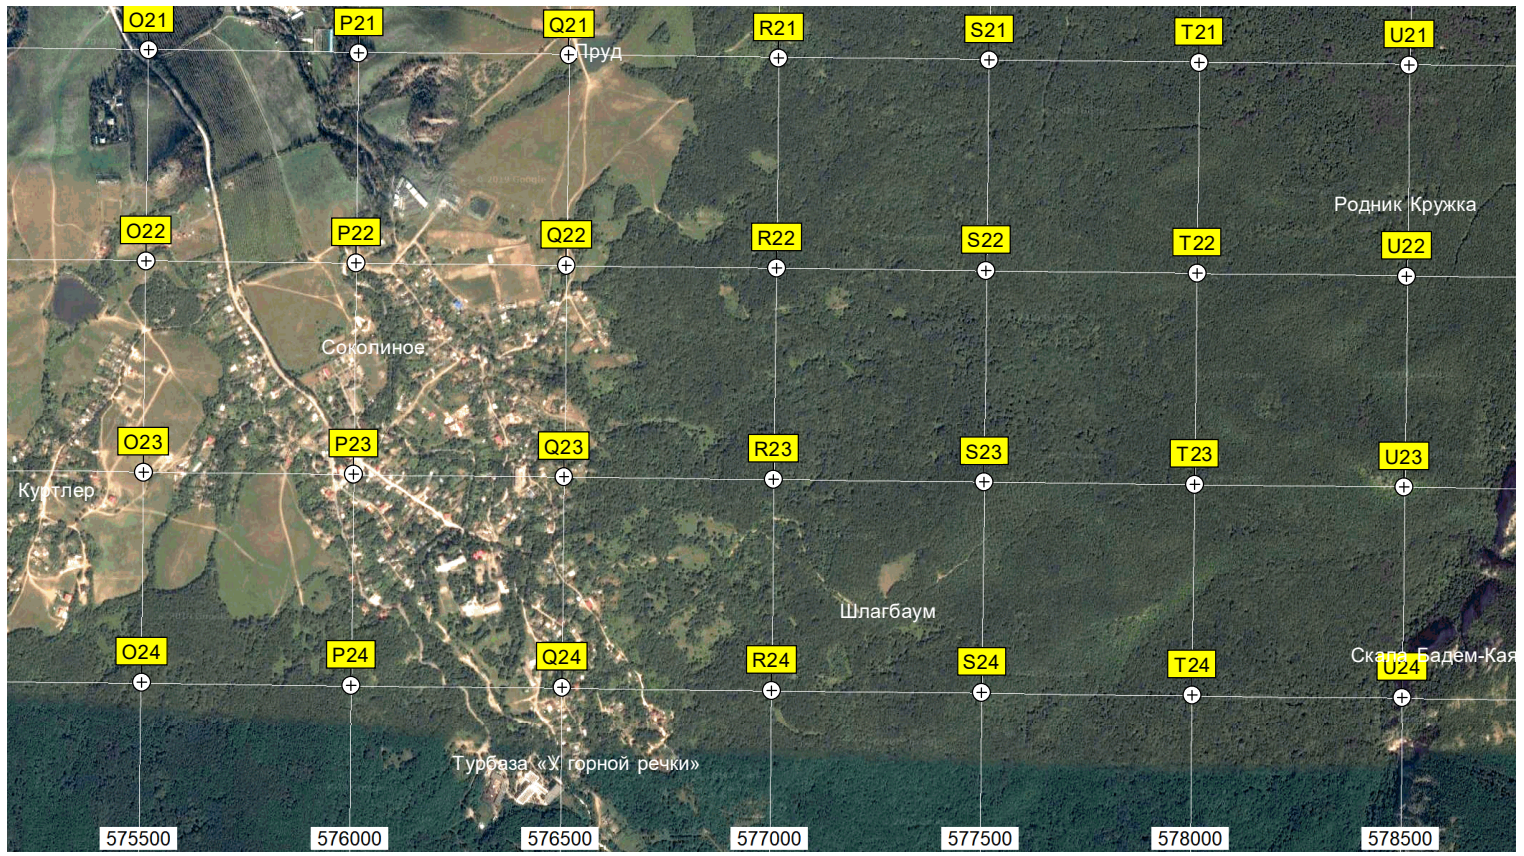 O21 P21 Q21 R21 S21 T21 U21
Пруд
© 2019 Google
Родник Кружка
O22 P22 Q22 R22 S22 T22 U22
Соколиное
O23 P23 Q23 R23 S23 T23 U23
Куртлер
Шлагбаум
O24 P24 Q24 R24 S24 T24 U24
Скала Бадем-Кая
Турбаза «У горной речки»
575500 576000 576500 577000 577500 578000 578500